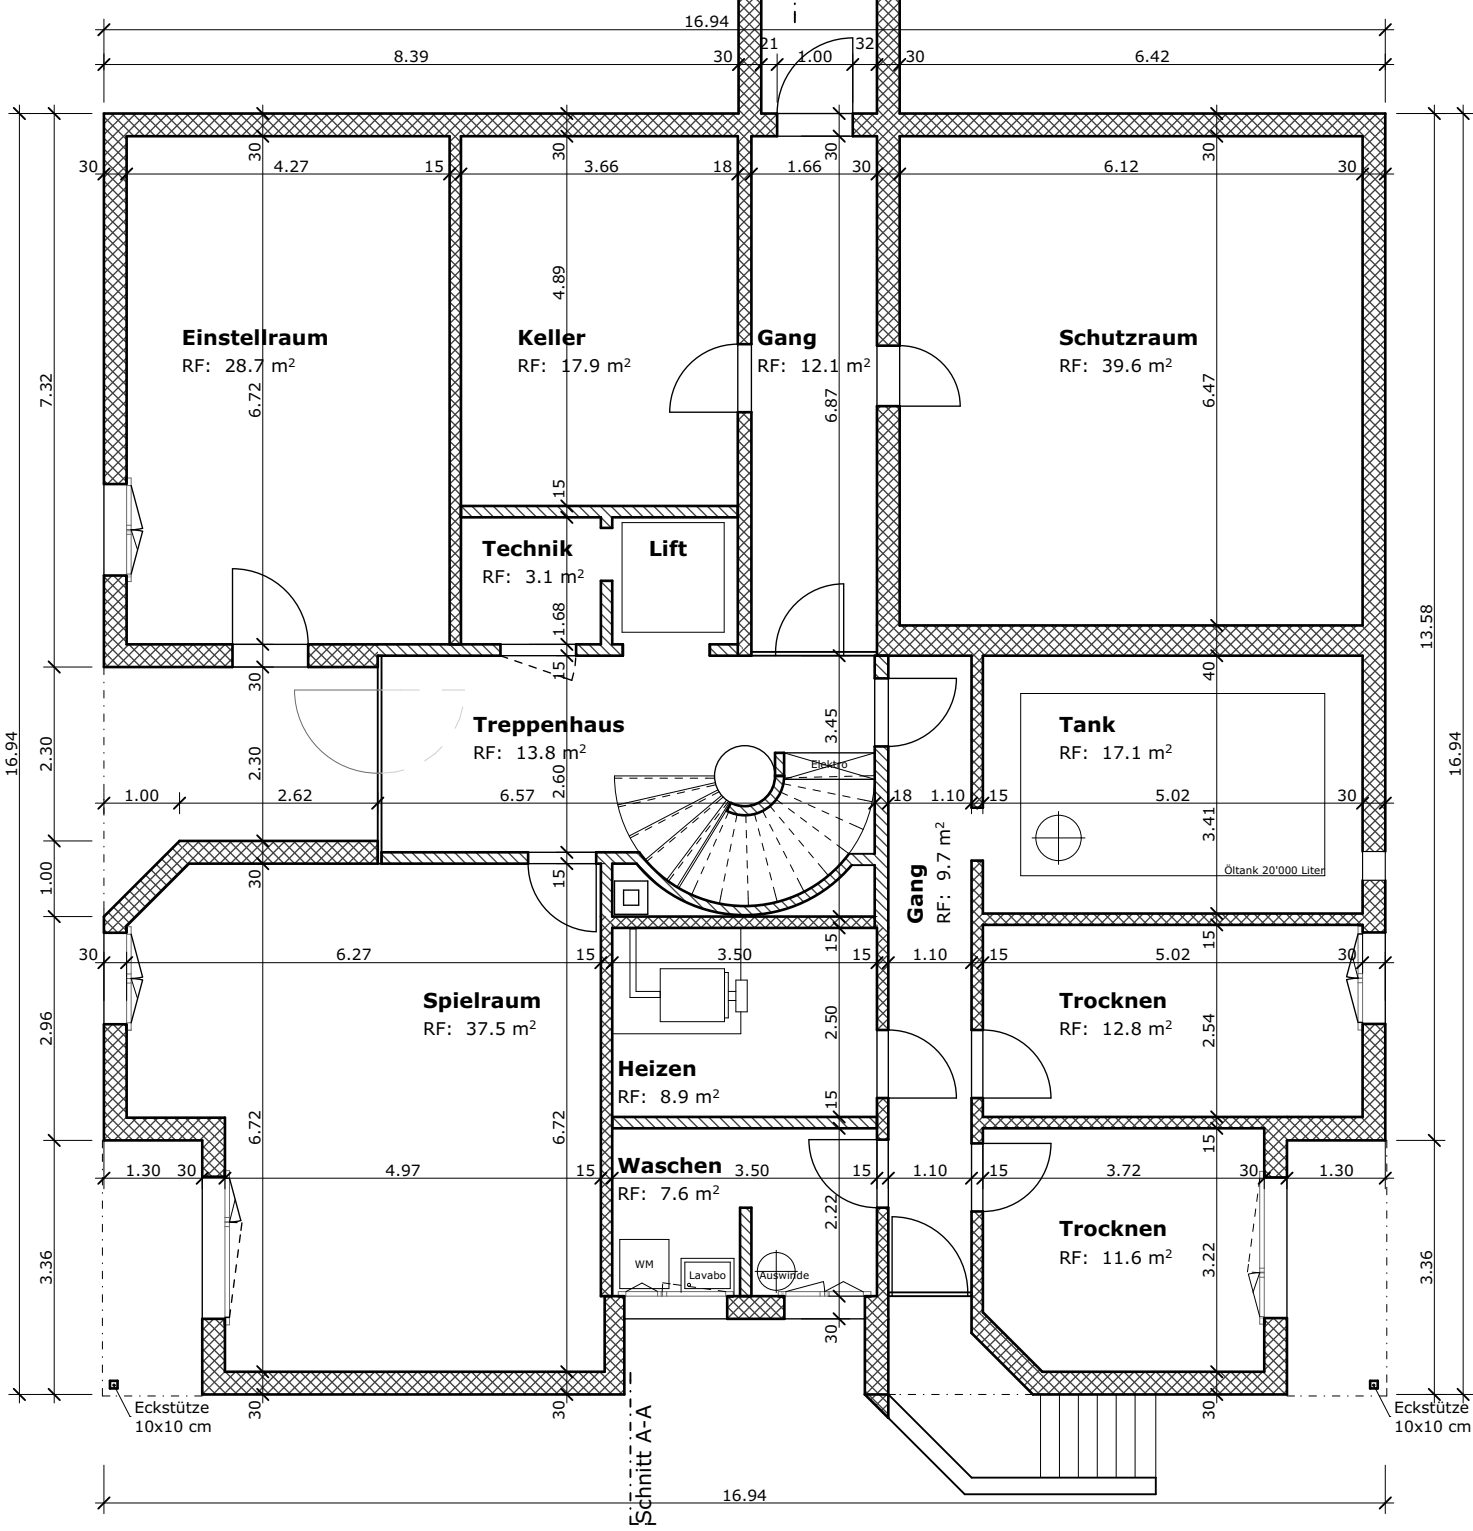 i
16.94
8.39
30
21
1.00
32
30
6.42
30
30
30
30
30
4.27
15
3.66
18
1.66
30
6.12
30
4.89
Einstellraum
RF: 28.7 m²
Keller
RF: 17.9 m²
Gang
RF: 12.1 m²
Schutzraum
RF: 39.6 m²
7.32
6.72
6.87
6.47
15
Technik
RF: 3.1 m²
Lift
1.68
13.58
30
15
40
16.94
2.30
2.30
Treppenhaus
RF: 13.8 m²
2.60
3.45
Elektro
Tank
RF: 17.1 m²
16.94
1.00
2.62
6.57
18
1.10
15
5.02
30
3.41
1.00
30
15
Gang
RF: 9.7 m²
Öltank 20'000 Liter
15
15
30
6.27
15
3.50
15
1.10
15
5.02
30
Spielraum
RF: 37.5 m²
Trocknen
RF: 12.8 m²
2.96
2.50
2.54
Heizen
RF: 8.9 m²
15
6.72
6.72
15
Waschen
RF: 7.6 m²
1.30
30
4.97
15
3.50
15
1.10
15
3.72
30
1.30
2.22
Trocknen
RF: 11.6 m²
3.36
3.22
3.36
WM
Lavabo
Auswinde
30
Eckstütze
10x10 cm
30
30
30
Eckstütze
10x10 cm
Schnitt A-A
16.94